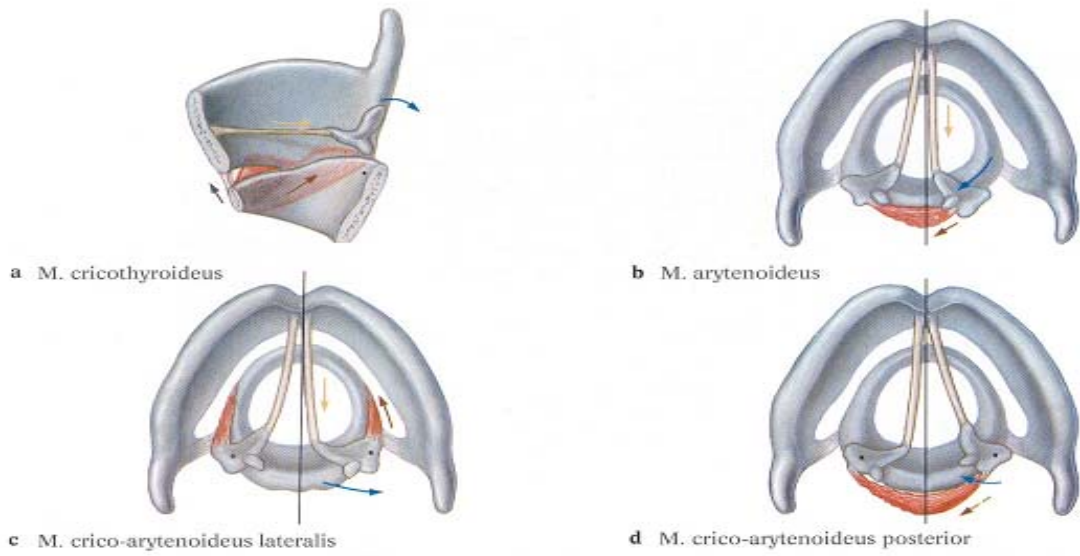 a M. cricothyroideus
b M. arytenoideus
c M. crico-arytenoideus lateralis
d M. crico-arytenoideus posterior